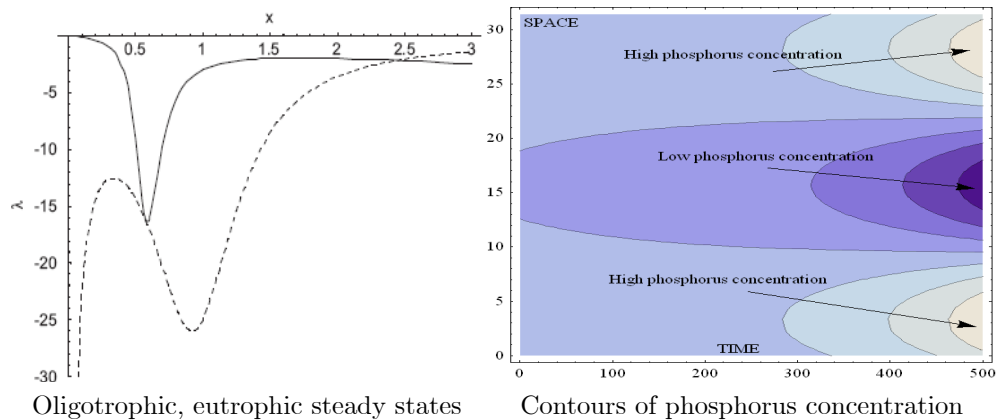 x
0.5 1 1.5 2 2.5 3
-5
-10
-15
λ
-20
-25
-30
Oligotrophic, eutrophic steady states
SPACE
30
High phosphorus concentration
25
20
Low phosphorus concentration
15
10
High phosphorus concentration
5
TIME
0
0 100 200 300 400 500
Contours of phosphorus concentration